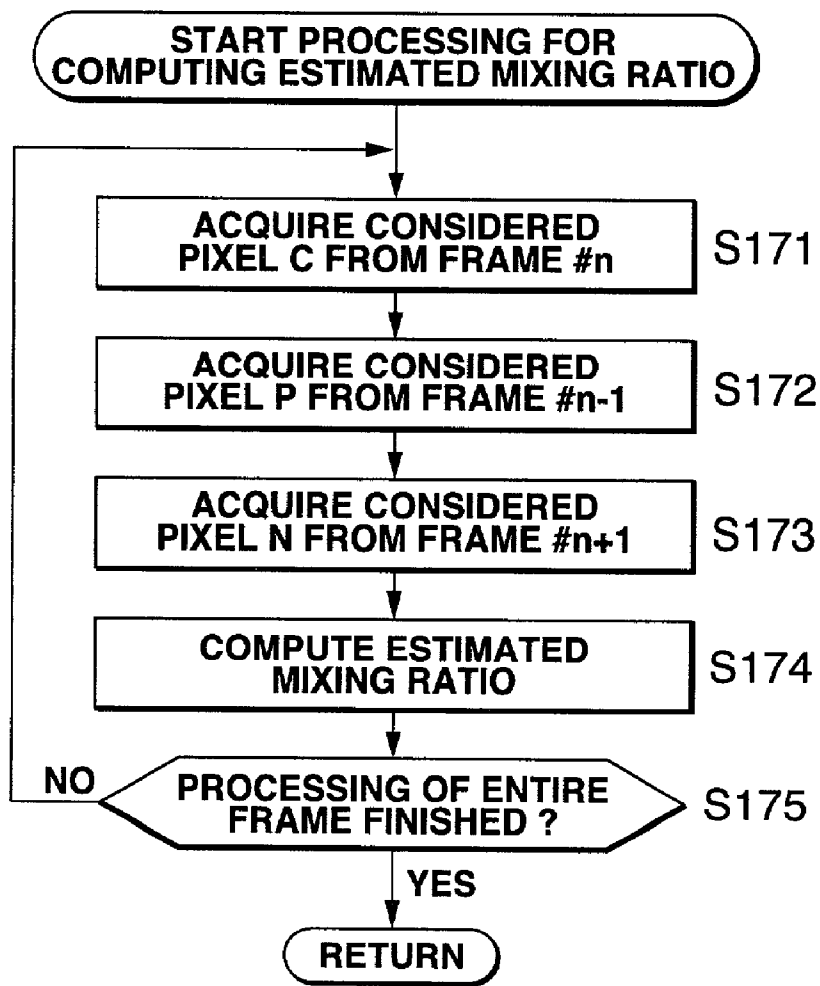 START PROCESSING FOR
COMPUTING ESTIMATED MIXING RATIO
ACQUIRE CONSIDERED
PIXEL C FROM FRAME #n
S171
ACQUIRE CONSIDERED
PIXEL P FROM FRAME #n-1
S172
ACQUIRE CONSIDERED
PIXEL N FROM FRAME #n+1
S173
COMPUTE ESTIMATED
MIXING RATIO
S174
NO
PROCESSING OF ENTIRE
FRAME FINISHED ?
S175
YES
RETURN